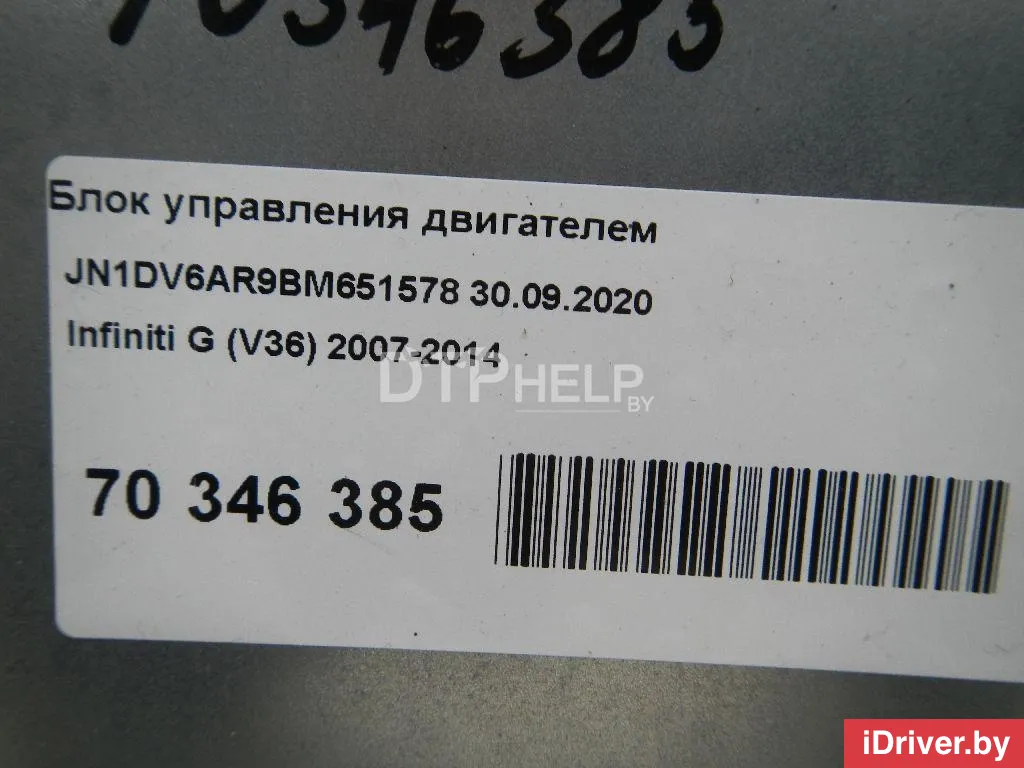 70346385
Блок управления двигателем
JN1DV6AR9BM651578 30.09.2020
Infiniti G (V36) 2007-2014
DTPHELP
BY
70 346 385
iDriver.by